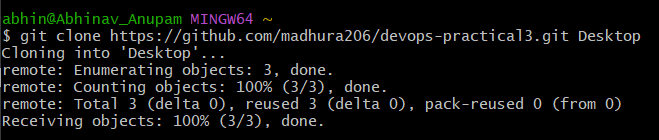 abhin@Abhinav_Anupam MINGW64 ~
$ git clone https://github.com/madhura206/devops-practical3.git Desktop
Cloning into 'Desktop'...
remote: Enumerating objects: 3, done.
remote: Counting objects: 100% (3/3), done.
remote: Total 3 (delta 0), reused 3 (delta 0), pack-reused 0 (from 0)
Receiving objects: 100% (3/3), done.